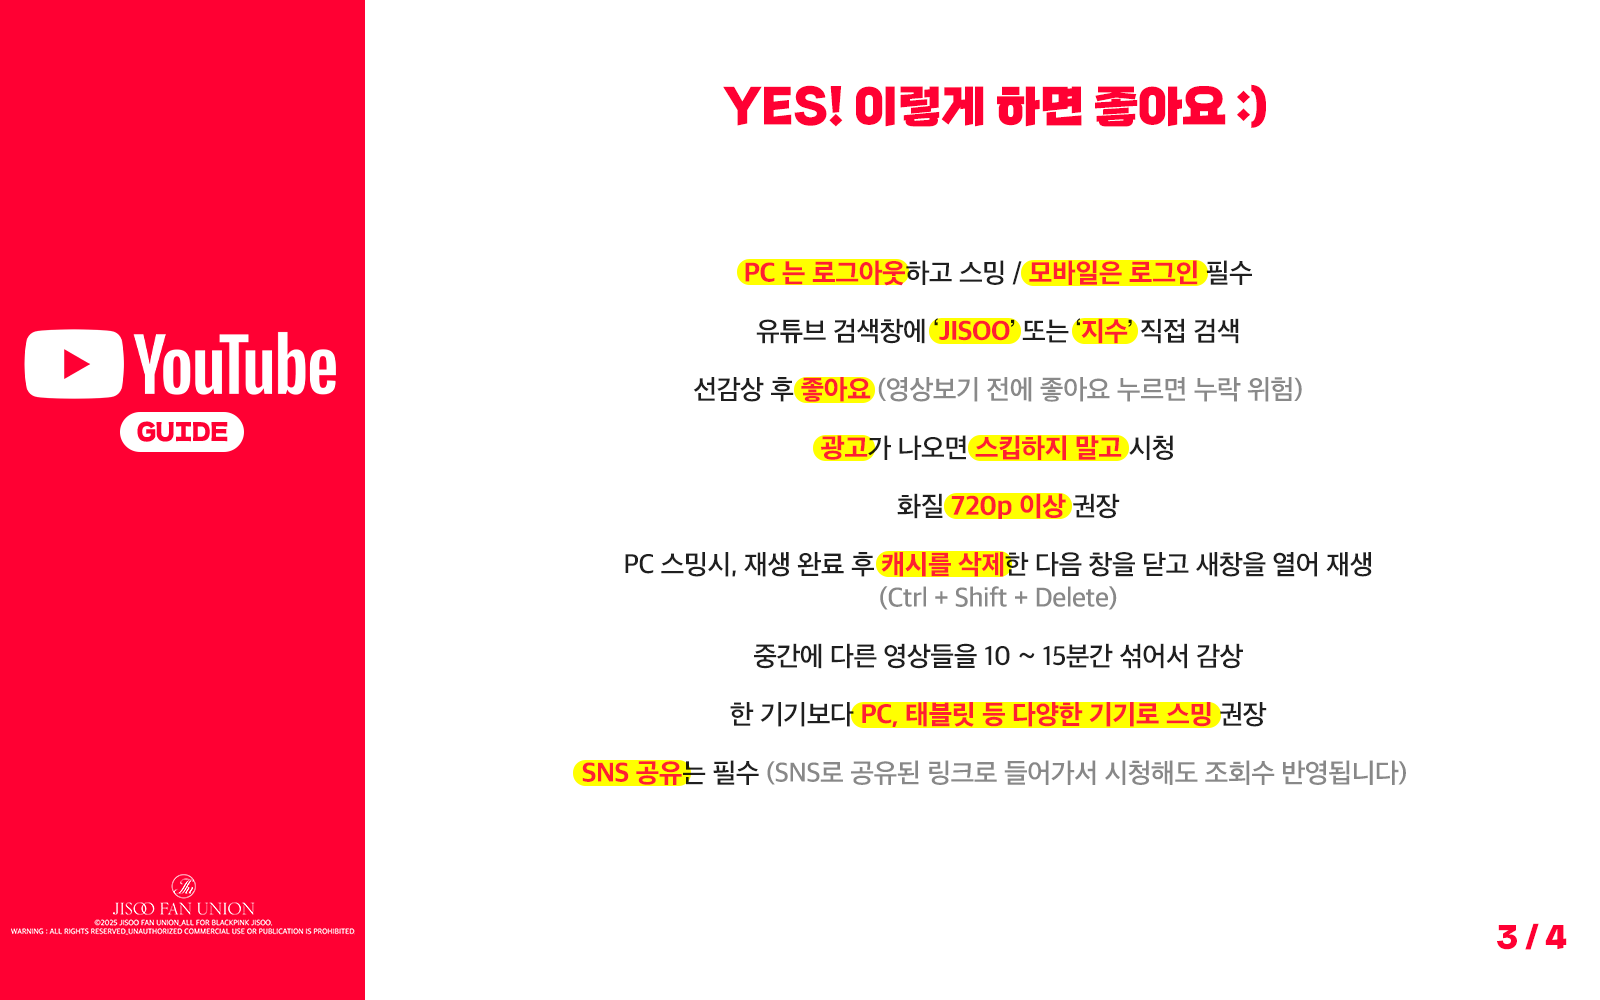 YES! 이렇게 하면 좋아요 :)
PC 는 로그아웃하고 스밍 / 모바일은 로그인 필수
유튜브 검색창에 ‘JISOO’ 또는 ‘지수’ 직접 검색
선감상 후 좋아요 (영상보기 전에 좋아요 누르면 누락 위험)
광고가 나오면 스킵하지 말고 시청
화질 720p 이상 권장
PC 스밍시, 재생 완료 후 캐시를 삭제한 다음 창을 닫고 새창을 열어 재생
(Ctrl + Shift + Delete)
중간에 다른 영상들을 10 ~ 15분간 섞어서 감상
한 기기보다 PC, 태블릿 등 다양한 기기로 스밍 권장
SNS 공유는 필수 (SNS로 공유된 링크로 들어가서 시청해도 조회수 반영됩니다)
YouTube
GUIDE
JISOO FAN UNION
©2025 JISOO FAN UNION,ALL FOR BLACKPINK JISOO.
WARNING : ALL RIGHTS RESERVED,UNAUTHORIZED COMMERCIAL USE OR PUBLICATION IS PROHIBITED
3 / 4